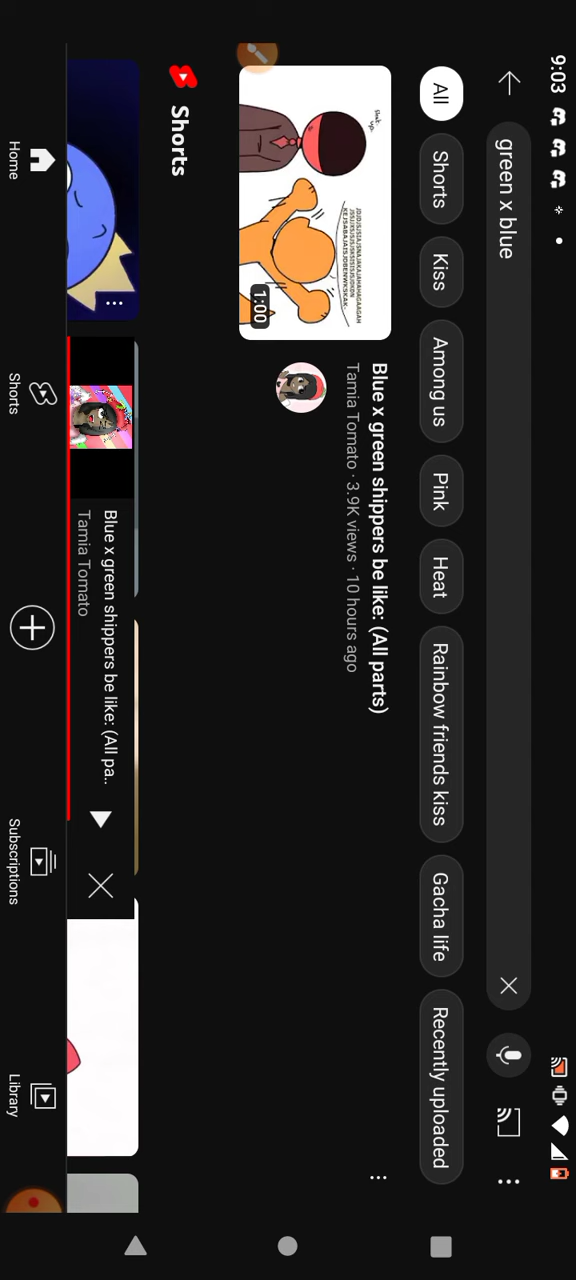 9:03
green x blue
All
Shorts
Kiss
Among us
Pink
Heat
Rainbow friends kiss
Gacha life
Recently uploaded
1:00
Blue x green shippers be like: (All parts)
Tamia Tomato · 3.9K views · 10 hours ago
Shorts
Blue x green shippers be like: (All pa..
Tamia Tomato
Home
Shorts
Subscriptions
Library